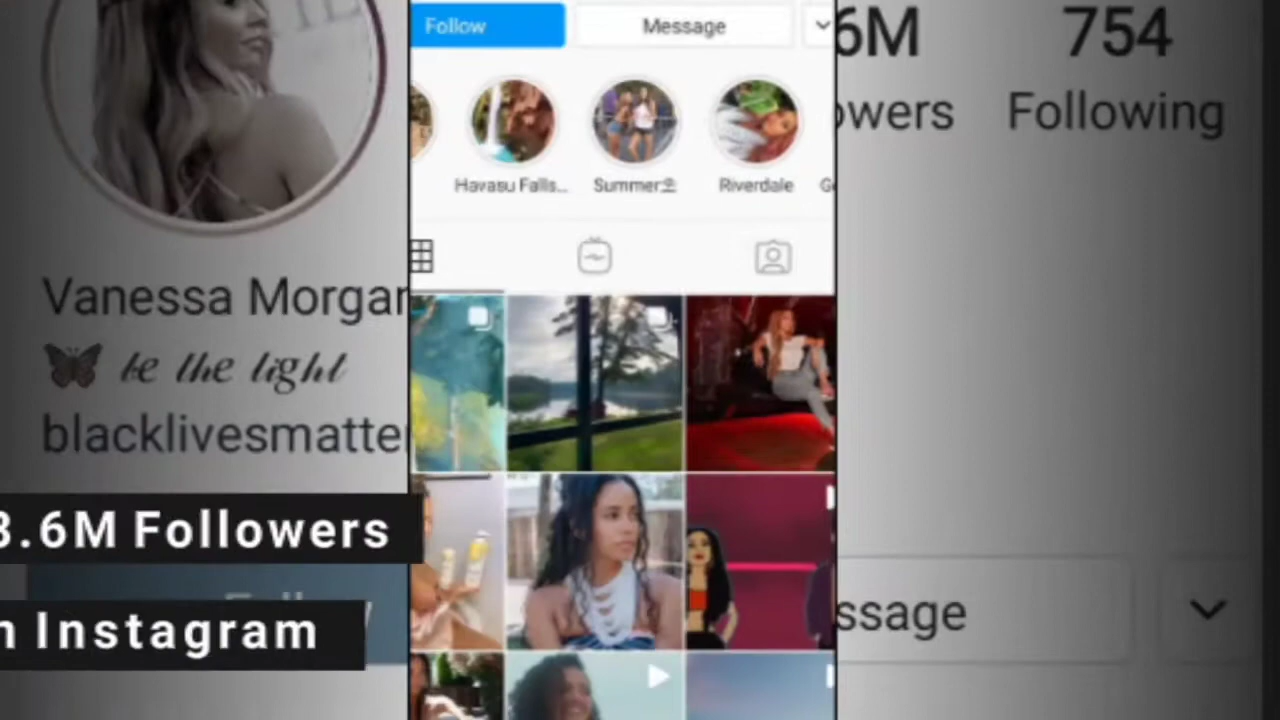 Vanessa Morgan
be the light
blacklivesmatte
3.6M Followers
n Instagram
Follow
Message
Havasu Falls...
Summer
Riverdale
6M
754
owers
Following
ssage